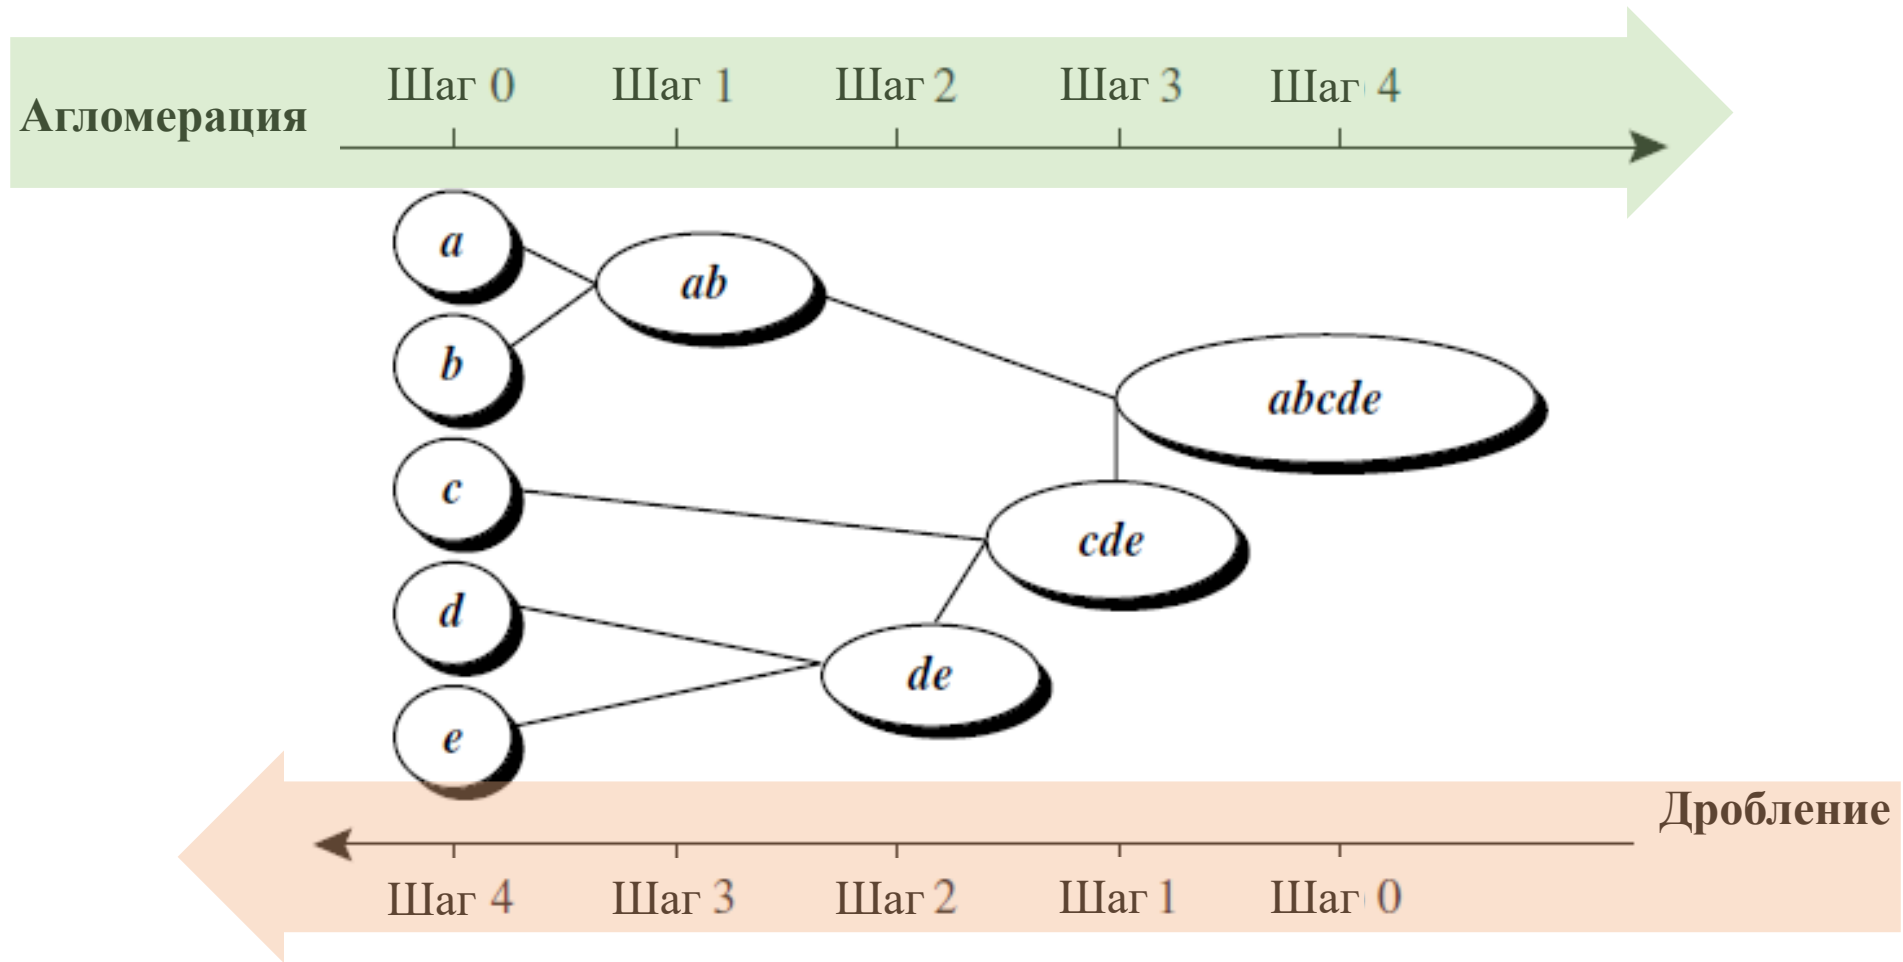 Шаг 0 Шаг 1 Шаг 2 Шаг 3 Шаг 4
Агломерация
a
ab
b
abcde
c
cde
d
de
e
Дробление
Шаг 4 Шаг 3 Шаг 2 Шаг 1 Шаг 0